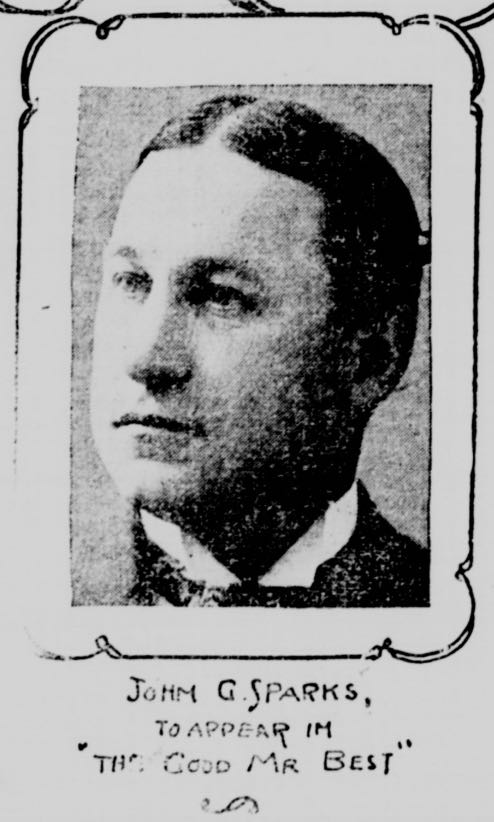 JOHN G. SPARKS,
TO APPEAR IN
"THE GOOD MR BEST"